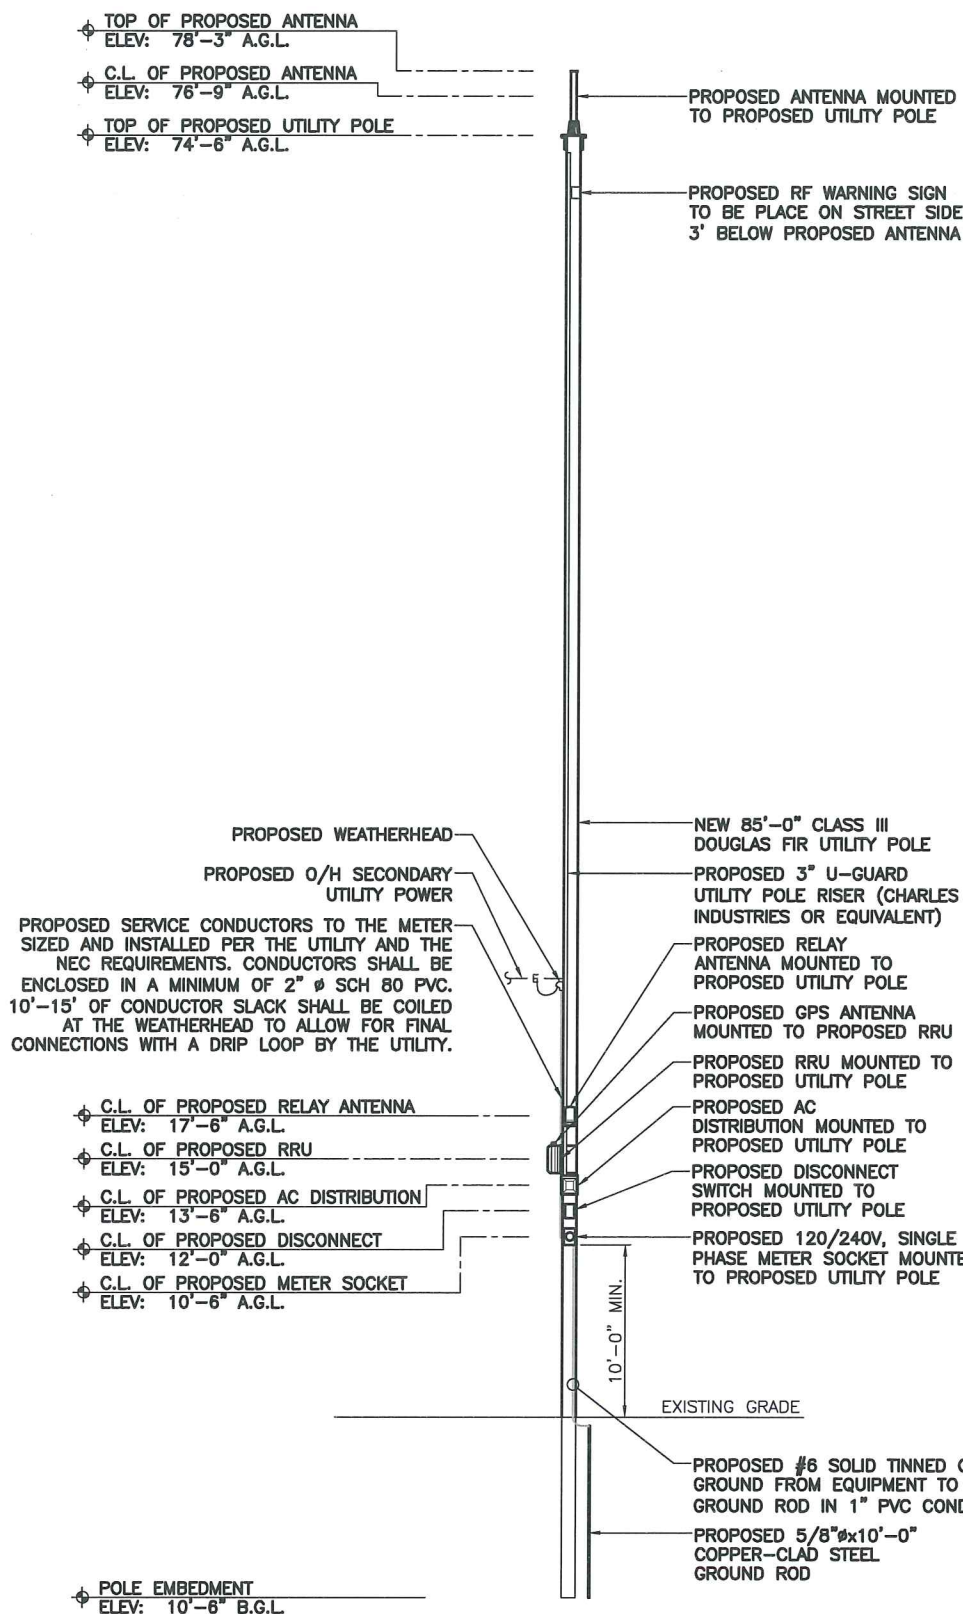 TOP OF PROPOSED ANTENNA
ELEV: 78'-3" A.G.L.
C.L. OF PROPOSED ANTENNA
ELEV: 76'-9" A.G.L.
TOP OF PROPOSED UTILITY POLE
ELEV: 74'-6" A.G.L.
PROPOSED ANTENNA MOUNTED
TO PROPOSED UTILITY POLE
PROPOSED RF WARNING SIGN
TO BE PLACE ON STREET SIDE
3' BELOW PROPOSED ANTENNA
PROPOSED WEATHERHEAD
PROPOSED O/H SECONDARY
UTILITY POWER
PROPOSED SERVICE CONDUCTORS TO THE METER
SIZED AND INSTALLED PER THE UTILITY AND THE
NEC REQUIREMENTS. CONDUCTORS SHALL BE
ENCLOSED IN A MINIMUM OF 2" ø SCH 80 PVC.
10'-15' OF CONDUCTOR SLACK SHALL BE COILED
AT THE WEATHERHEAD TO ALLOW FOR FINAL
CONNECTIONS WITH A DRIP LOOP BY THE UTILITY.
NEW 85'-0" CLASS III
DOUGLAS FIR UTILITY POLE
PROPOSED 3" U-GUARD
UTILITY POLE RISER (CHARLES
INDUSTRIES OR EQUIVALENT)
PROPOSED RELAY
ANTENNA MOUNTED TO
PROPOSED UTILITY POLE
PROPOSED GPS ANTENNA
MOUNTED TO PROPOSED RRU
PROPOSED RRU MOUNTED TO
PROPOSED UTILITY POLE
PROPOSED AC
DISTRIBUTION MOUNTED TO
PROPOSED UTILITY POLE
PROPOSED DISCONNECT
SWITCH MOUNTED TO
PROPOSED UTILITY POLE
PROPOSED 120/240V, SINGLE
PHASE METER SOCKET MOUNTE
TO PROPOSED UTILITY POLE
C.L. OF PROPOSED RELAY ANTENNA
ELEV: 17'-6" A.G.L.
C.L. OF PROPOSED RRU
ELEV: 15'-0" A.G.L.
C.L. OF PROPOSED AC DISTRIBUTION
ELEV: 13'-6" A.G.L.
C.L. OF PROPOSED DISCONNECT
ELEV: 12'-0" A.G.L.
C.L. OF PROPOSED METER SOCKET
ELEV: 10'-6" A.G.L.
10'-0" MIN.
EXISTING GRADE
PROPOSED #6 SOLID TINNED
GROUND FROM EQUIPMENT TO
GROUND ROD IN 1" PVC COND
PROPOSED 5/8"øx10'-0"
COPPER-CLAD STEEL
GROUND ROD
POLE EMBEDMENT
ELEV: 10'-6" B.G.L.